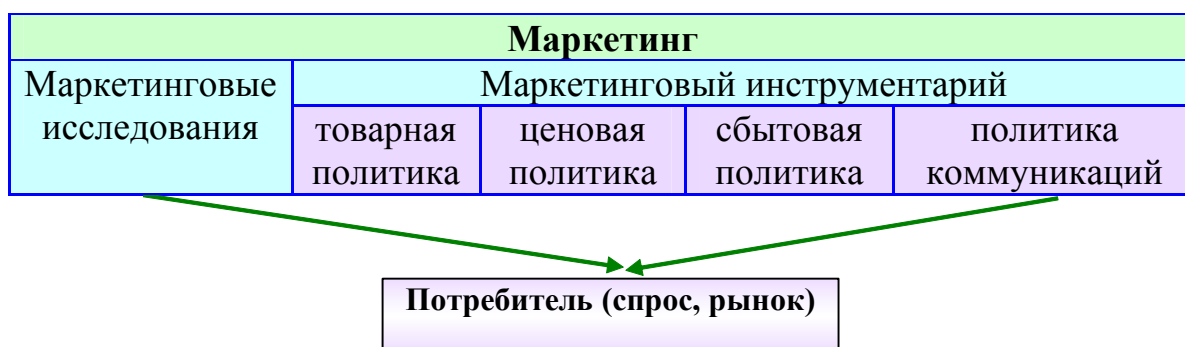 Маркетинг
Маркетинговые
исследования
Маркетинговый инструментарий
товарная
политика
ценовая
политика
сбытовая
политика
политика
коммуникаций
Потребитель (спрос, рынок)